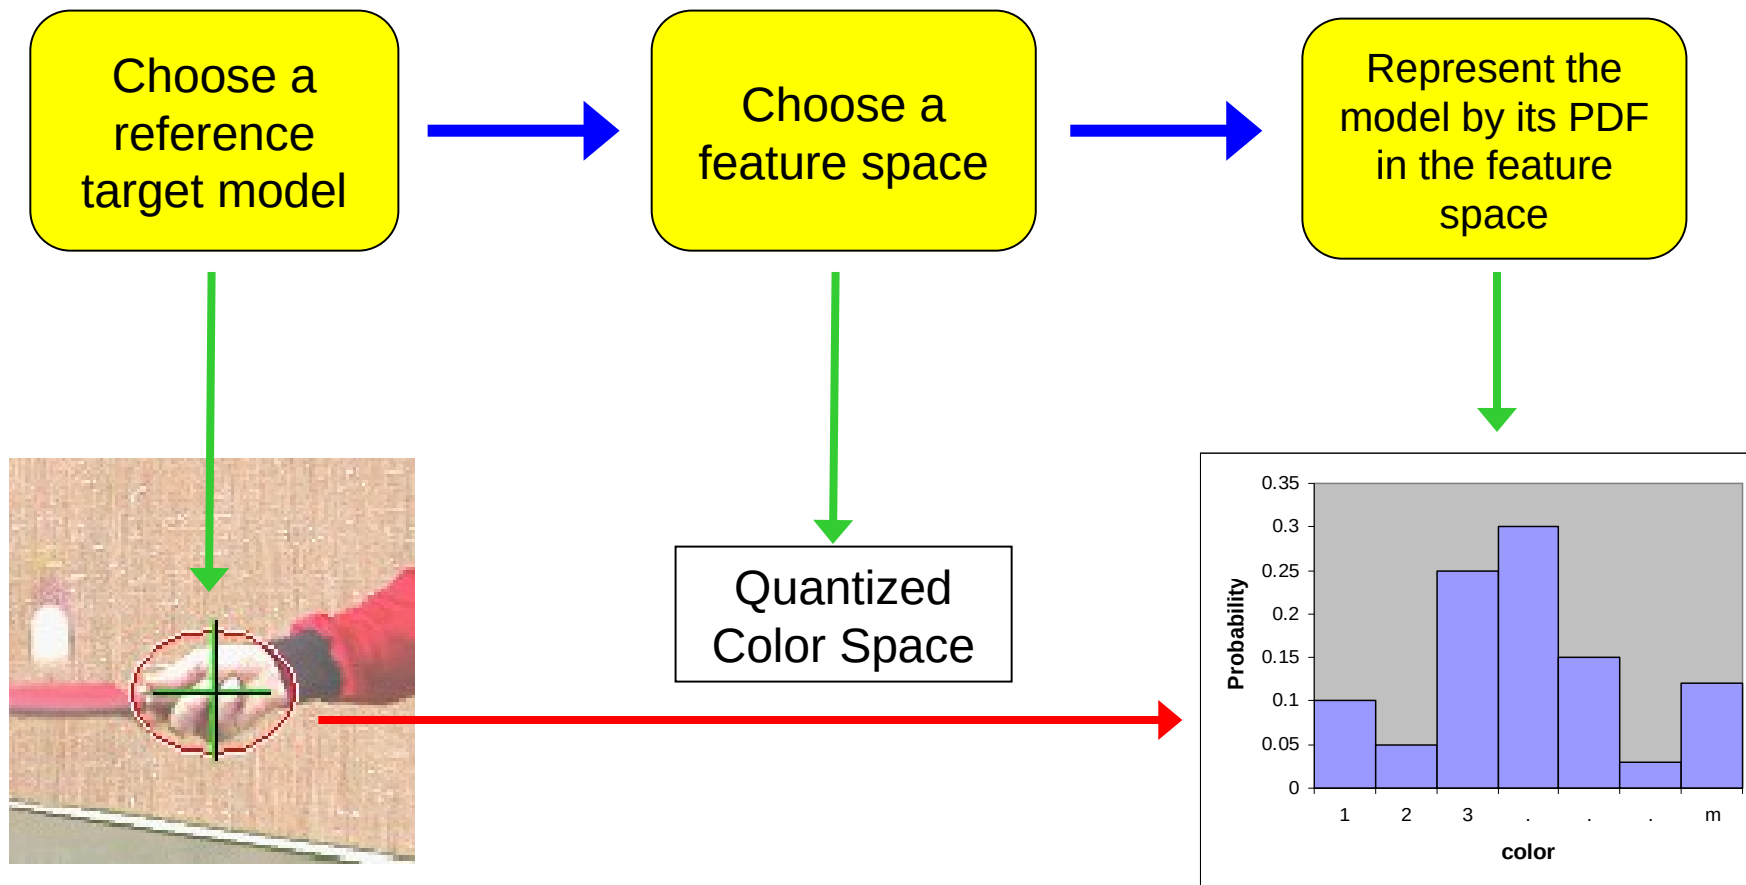 Choose a
reference
target model
Choose a
feature space
Represent the
model by its PDF
in the feature
space
Quantized
Color Space
0.35
0.3
0.25
0.2
0.15
0.1
0.05
0
Probability
1 2 3 . . . m
color